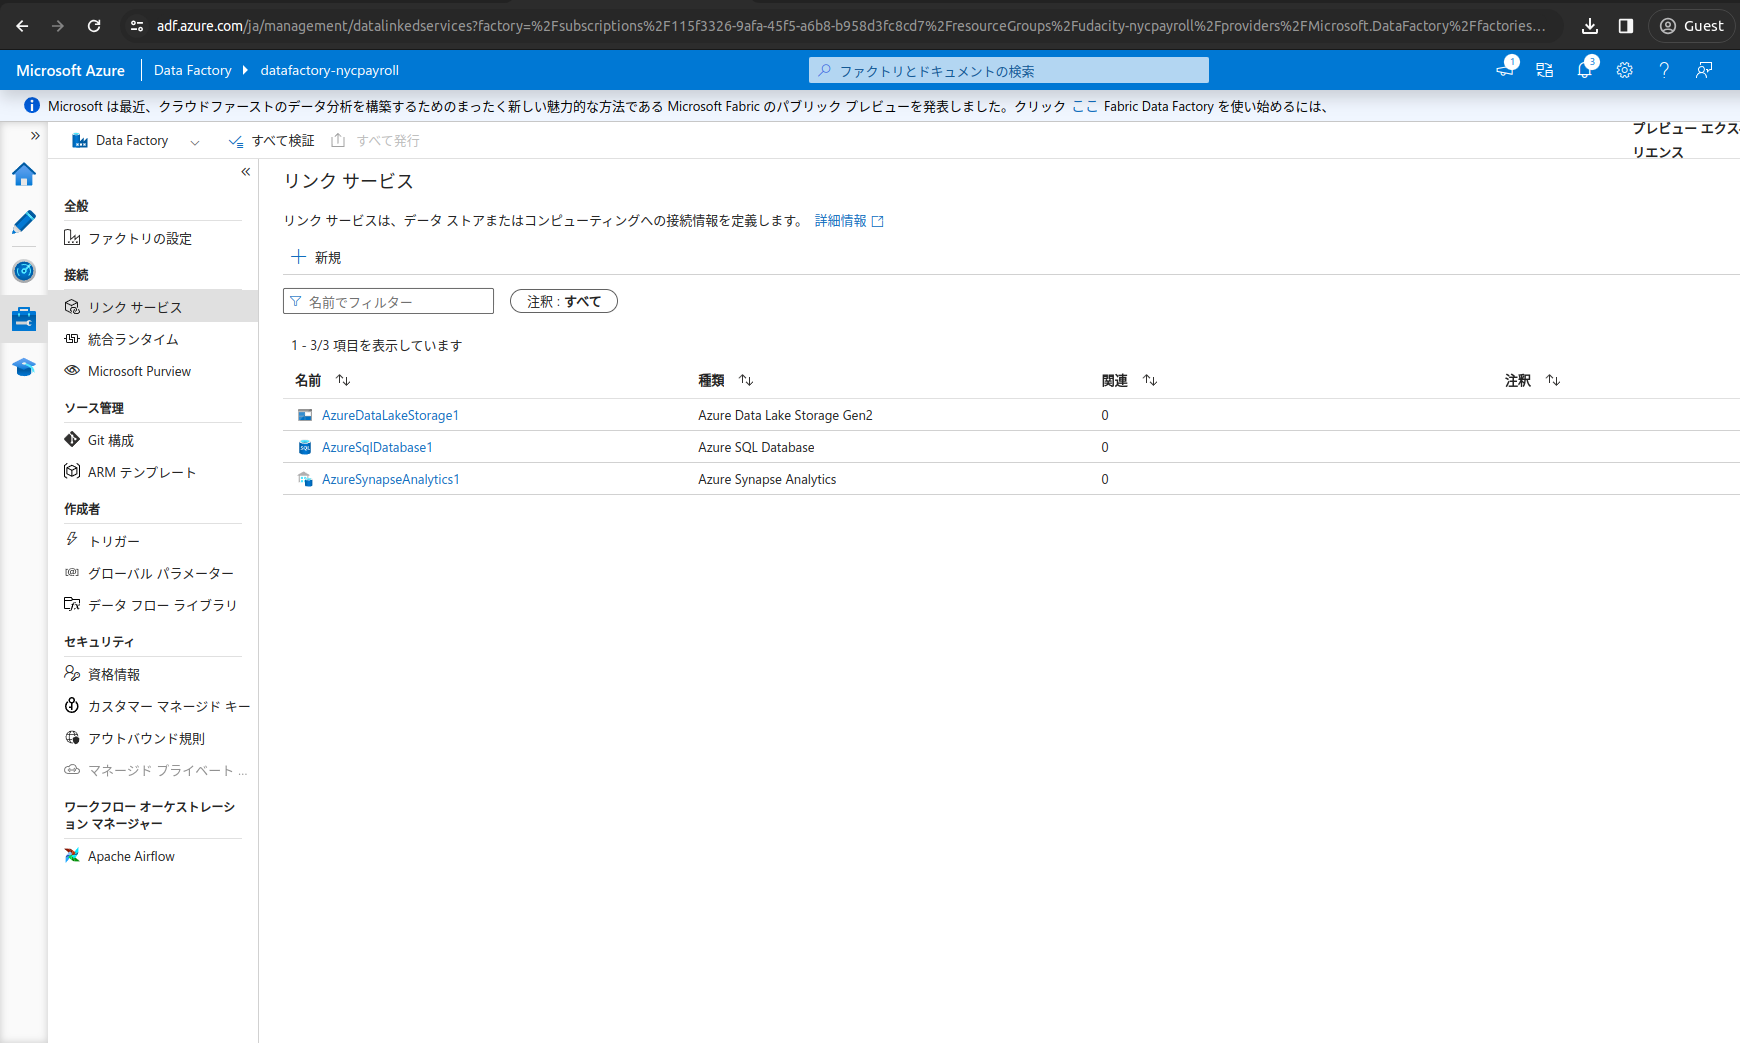 adf.azure.com/ja/management/datalinkedservices?factory=%2Fsubscriptions%2F115f3326-9afa-45f5-a6b8-b958d3fc8cd7%2FresourceGroups%2Fudacity-nycpayroll%2Fproviders%2FMicrosoft.DataFactory%2Ffactories... Guest
Microsoft Azure Data Factory datafactory-nycpayroll ファクトリとドキュメントの検索 1 3
Microsoft は最近、クラウドファーストのデータ分析を構築するためのまったく新しい魅力的な方法である Microsoft Fabric のパブリック プレビューを発表しました。クリック ここ Fabric Data Factory を使い始めるには、
Data Factory すべて検証 すべて発行
プレビュー エクス
リエンス
全般
ファクトリの設定
接続
リンク サービス
統合ランタイム
Microsoft Purview
ソース管理
Git 構成
ARM テンプレート
作成者
トリガー
グローバル パラメーター
データ フロー ライブラリ
セキュリティ
資格情報
カスタマー マネージド キー
アウトバウンド規則
マネージド プライベート ...
ワークフロー オーケストレーシ
ョン マネージャー
Apache Airflow
リンク サービス
リンク サービスは、データ ストアまたはコンピューティングへの接続情報を定義します。 詳細情報
新規
名前でフィルター 注釈 : すべて
1 - 3/3 項目を表示しています
名前 種類 関連 注釈
AzureDataLakeStorage1 Azure Data Lake Storage Gen2 0
AzureSqlDatabase1 Azure SQL Database 0
AzureSynapseAnalytics1 Azure Synapse Analytics 0